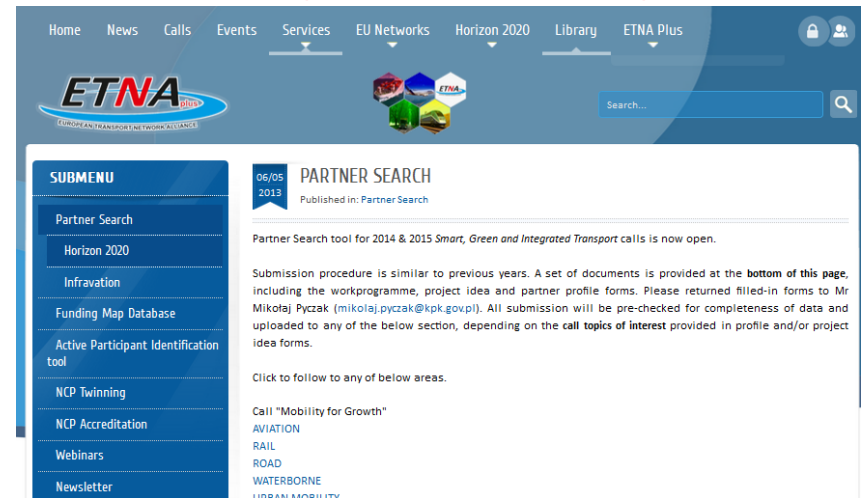 Home News Calls Events Services EU Networks Horizon 2020 Library ETNA Plus
ETNA plus
EUROPEAN TRANSPORT NETWORK ALLIANCE
ETNA
Search...
SUBMENU
Partner Search
Horizon 2020
Infravation
Funding Map Database
Active Participant Identification
tool
NCP Twinning
NCP Accreditation
Webinars
Newsletter
06/05
2013
PARTNER SEARCH
Published in: Partner Search
Partner Search tool for 2014 & 2015 Smart, Green and Integrated Transport calls is now open.
Submission procedure is similar to previous years. A set of documents is provided at the bottom of this page,
including the workprogramme, project idea and partner profile forms. Please returned filled-in forms to Mr
Mikołaj Pyczak (mikolaj.pyczak@kpk.gov.pl). All submission will be pre-checked for completeness of data and
uploaded to any of the below section, depending on the call topics of interest provided in profile and/or project
idea forms.
Click to follow to any of below areas.
Call "Mobility for Growth"
AVIATION
RAIL
ROAD
WATERBORNE
URBAN MOBILITY